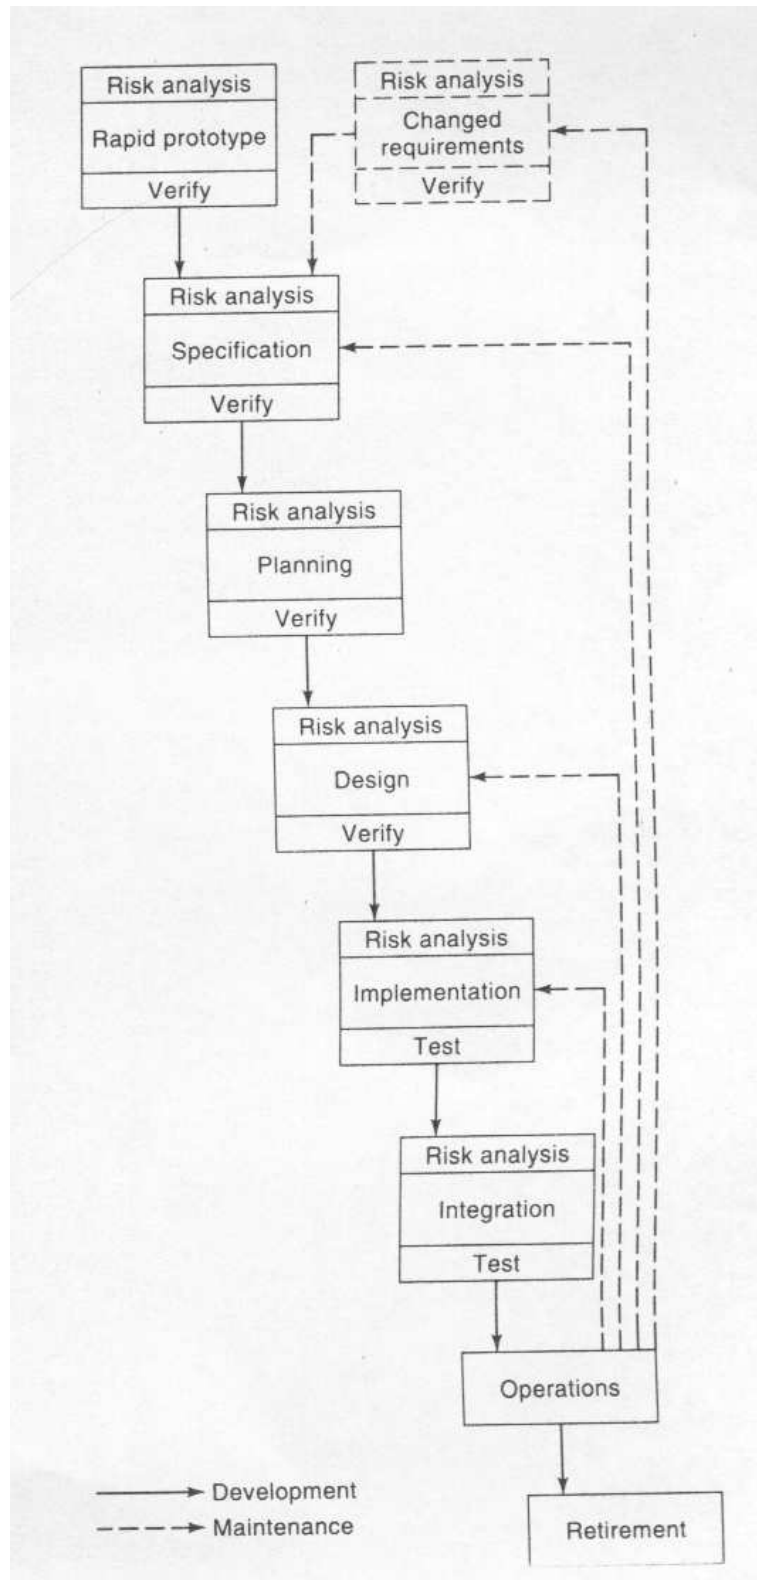 Risk analysis
Rapid prototype
Verify
Risk analysis
Changed
requirements
Verify
Risk analysis
Specification
Verify
Risk analysis
Planning
Verify
Risk analysis
Design
Verify
Risk analysis
Implementation
Test
Risk analysis
Integration
Test
Operations
Development
Maintenance
Retirement